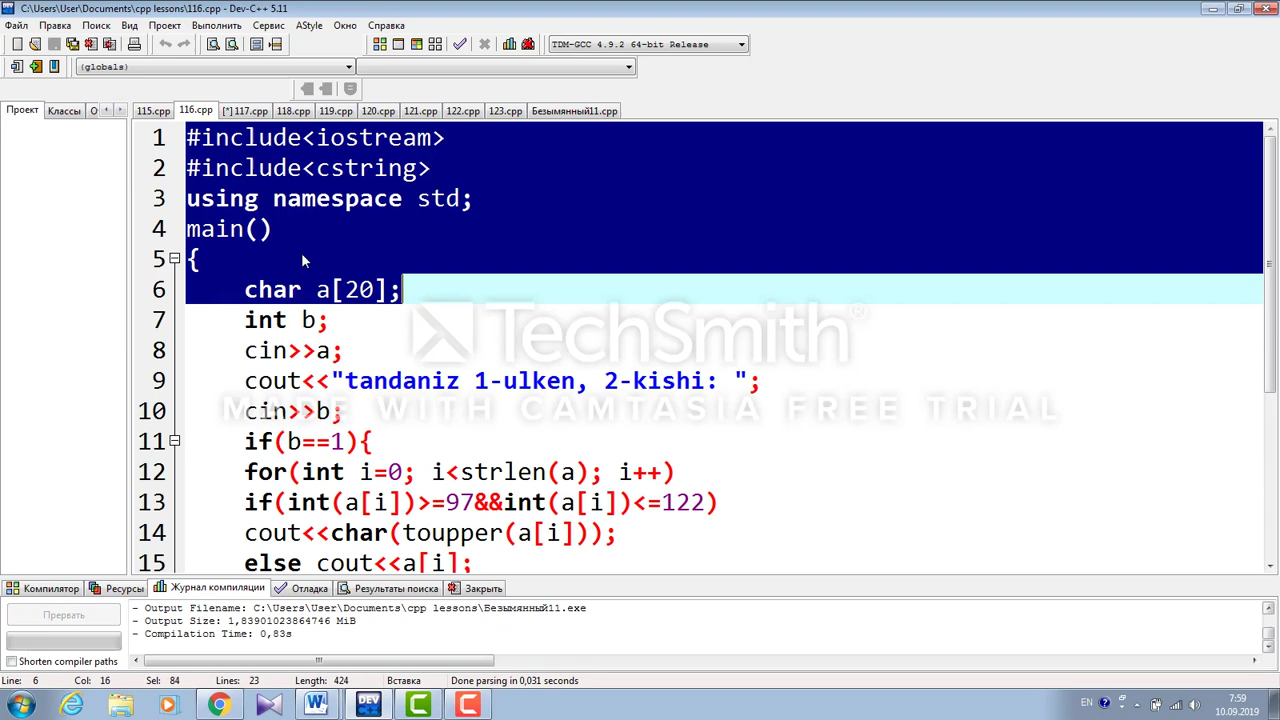 C:\Users\User\Documents\cpp lessons\116.cpp - Dev-C++ 5.11
Файл Правка Поиск Вид Проект Выполнить Сервис AStyle Окно Справка
TDM-GCC 4.9.2 64-bit Release
(globals)
Проект Классы О 115.cpp 116.cpp [*] 117.cpp 118.cpp 119.cpp 120.cpp 121.cpp 122.cpp 123.cpp Безымянный11.cpp
1 #include<iostream>
2 #include<cstring>
3 using namespace std;
4 main()
5 {
6 char a[20];
7 int b;
8 cin>>a;
9 cout<<"tandaniz 1-ulken, 2-kishi: ";
10 cin>>b;
11 if(b==1){
12 for(int i=0; i<strlen(a); i++)
13 if(int(a[i])>=97&&int(a[i])<=122)
14 cout<<char(toupper(a[i]));
15 else cout<<a[i];
TechSmith®
MADE WITH CAMTASIA FREE TRIAL
Компилятор Ресурсы Журнал компиляции Отладка Результаты поиска Закрыть
Прервать
Shorten compiler paths
- Output Filename: C:\Users\User\Documents\cpp lessons\Безымянный11.exe
- Output Size: 1,83901023864746 MiB
- Compilation Time: 0,83s
Line: 6 Col: 16 Sel: 84 Lines: 23 Length: 424 Вставка Done parsing in 0,031 seconds
EN 7:59
10.09.2019